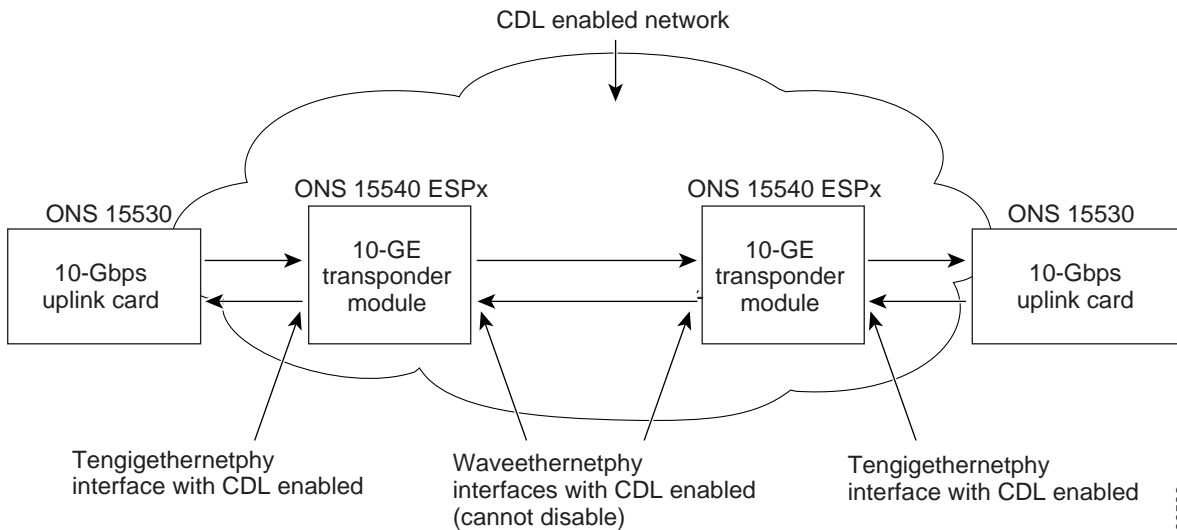 CDL enabled network
ONS 15540 ESPx
ONS 15540 ESPx
ONS 15530
ONS 15530
10-Gbps
uplink card
10-GE
transponder
module
10-GE
transponder
module
10-Gbps
uplink card
Tengigethernetphy
interface with CDL enabled
Waveethernetphy
interfaces with CDL enabled
(cannot disable)
Tengigethernetphy
interface with CDL enabled